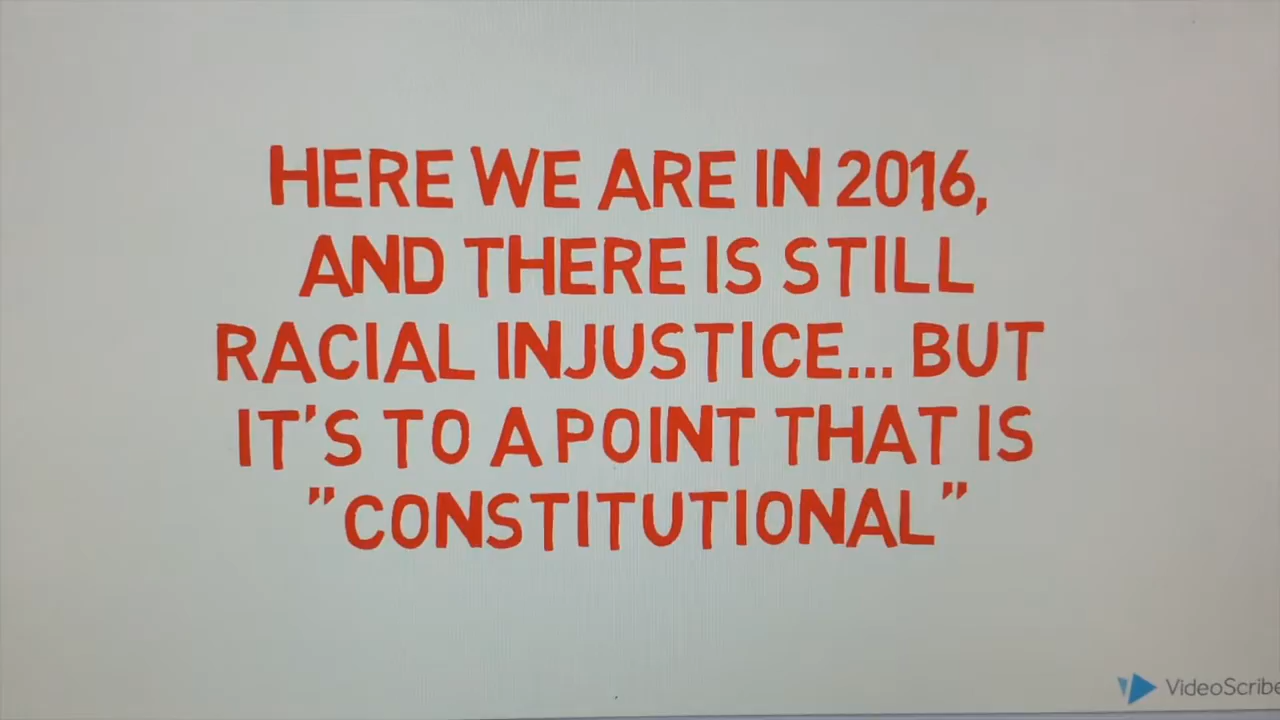 HERE WE ARE IN 2016,
AND THERE IS STILL
RACIAL INJUSTICE... BUT
IT'S TO A POINT THAT IS
"CONSTITUTIONAL"
VideoScribe